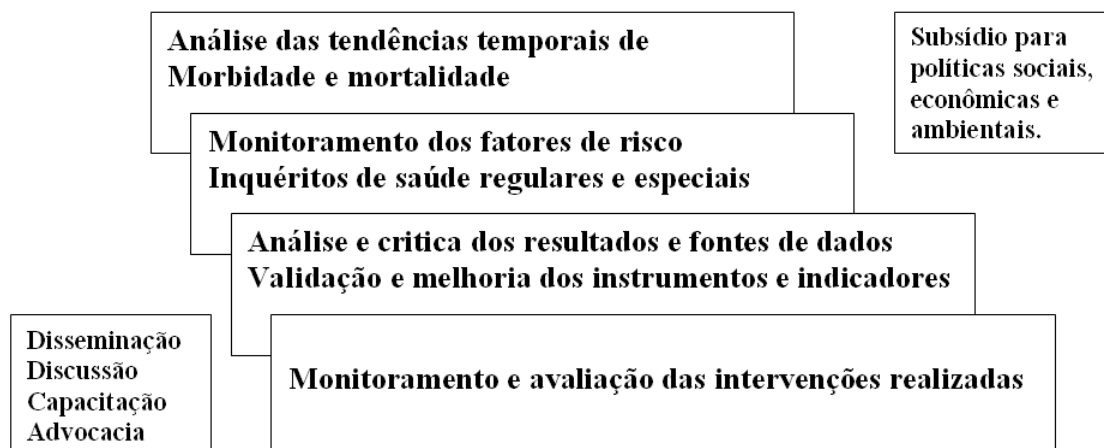 Análise das tendências temporais de
Morbidade e mortalidade
Subsídio para
políticas sociais,
econômicas e
ambientais.
Monitoramento dos fatores de risco
Inquéritos de saúde regulares e especiais
Análise e critica dos resultados e fontes de dados
Validação e melhoria dos instrumentos e indicadores
Disseminação
Discussão
Capacitação
Advocacia
Monitoramento e avaliação das intervenções realizadas